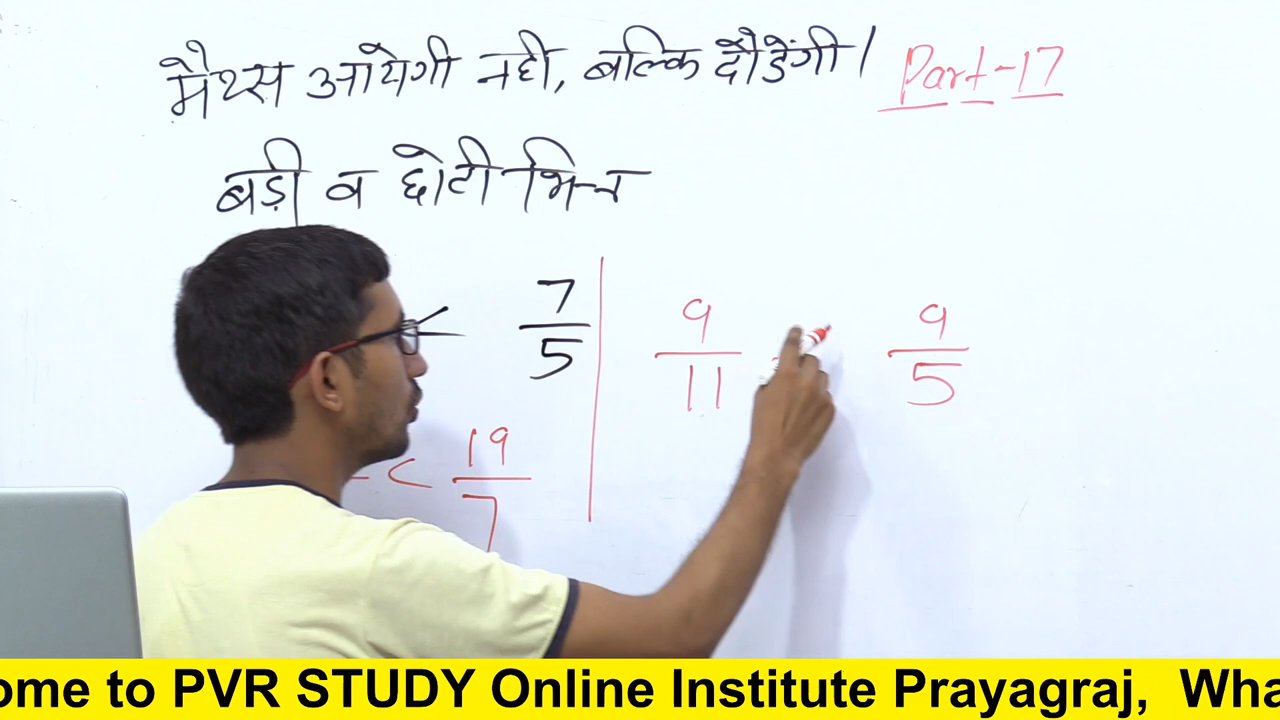 मैथ्स आयेगी नही, बल्कि दौडेंगी। Part-17
बड़ी व छोटी भिन्न
< 7/5
9/11 9/5
< 19/7
ome to PVR STUDY Online Institute Prayagraj, Wha